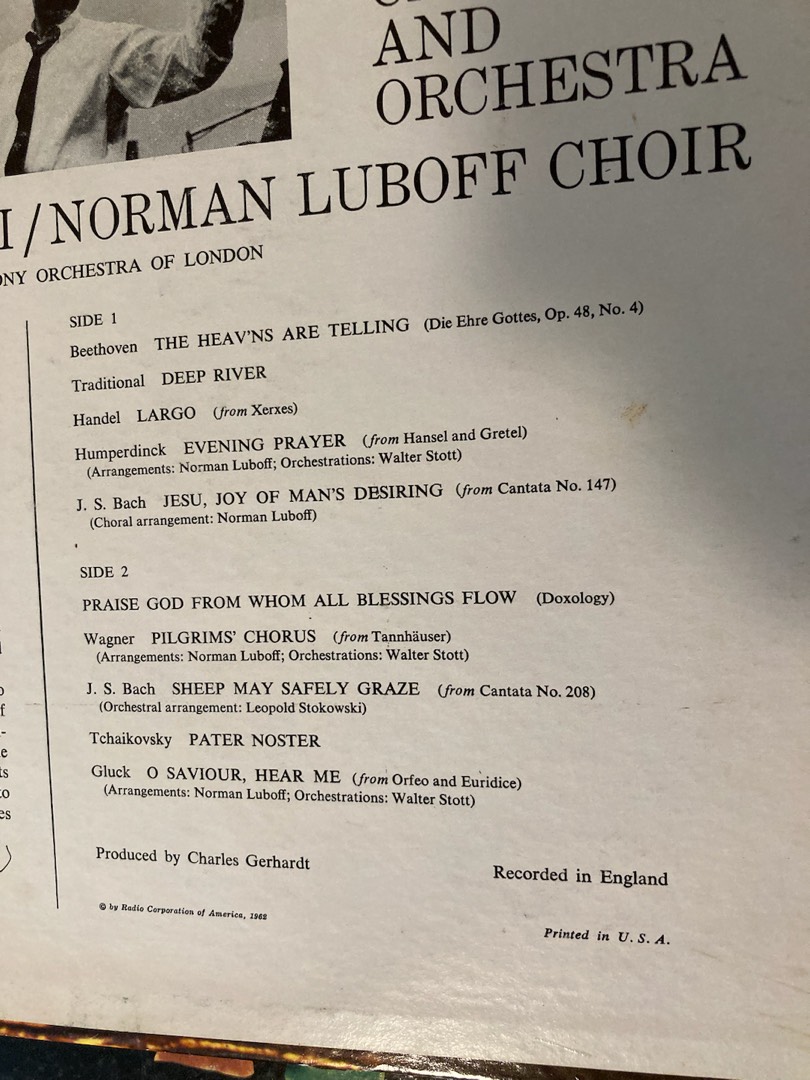 AND
ORCHESTRA
I/NORMAN LUBOFF CHOIR
ORCHESTRA OF LONDON
SIDE 1
Beethoven THE HEAV'NS ARE TELLING (Die Ehre Gottes, Op. 48, No. 4)
Traditional DEEP RIVER
Handel LARGO (from Xerxes)
Humperdinck EVENING PRAYER (from Hansel and Gretel)
(Arrangements: Norman Luboff; Orchestrations: Walter Stott)
J. S. Bach JESU, JOY OF MAN'S DESIRING (from Cantata No. 147)
(Choral arrangement: Norman Luboff)
SIDE 2
PRAISE GOD FROM WHOM ALL BLESSINGS FLOW (Doxology)
Wagner PILGRIMS' CHORUS (from Tannhäuser)
(Arrangements: Norman Luboff; Orchestrations: Walter Stott)
J. S. Bach SHEEP MAY SAFELY GRAZE (from Cantata No. 208)
(Orchestral arrangement: Leopold Stokowski)
Tchaikovsky PATER NOSTER
Gluck O SAVIOUR, HEAR ME (from Orfeo and Euridice)
(Arrangements: Norman Luboff; Orchestrations: Walter Stott)
Produced by Charles Gerhardt
Recorded in England
© by Radio Corporation of America, 1962
Printed in U. S. A.